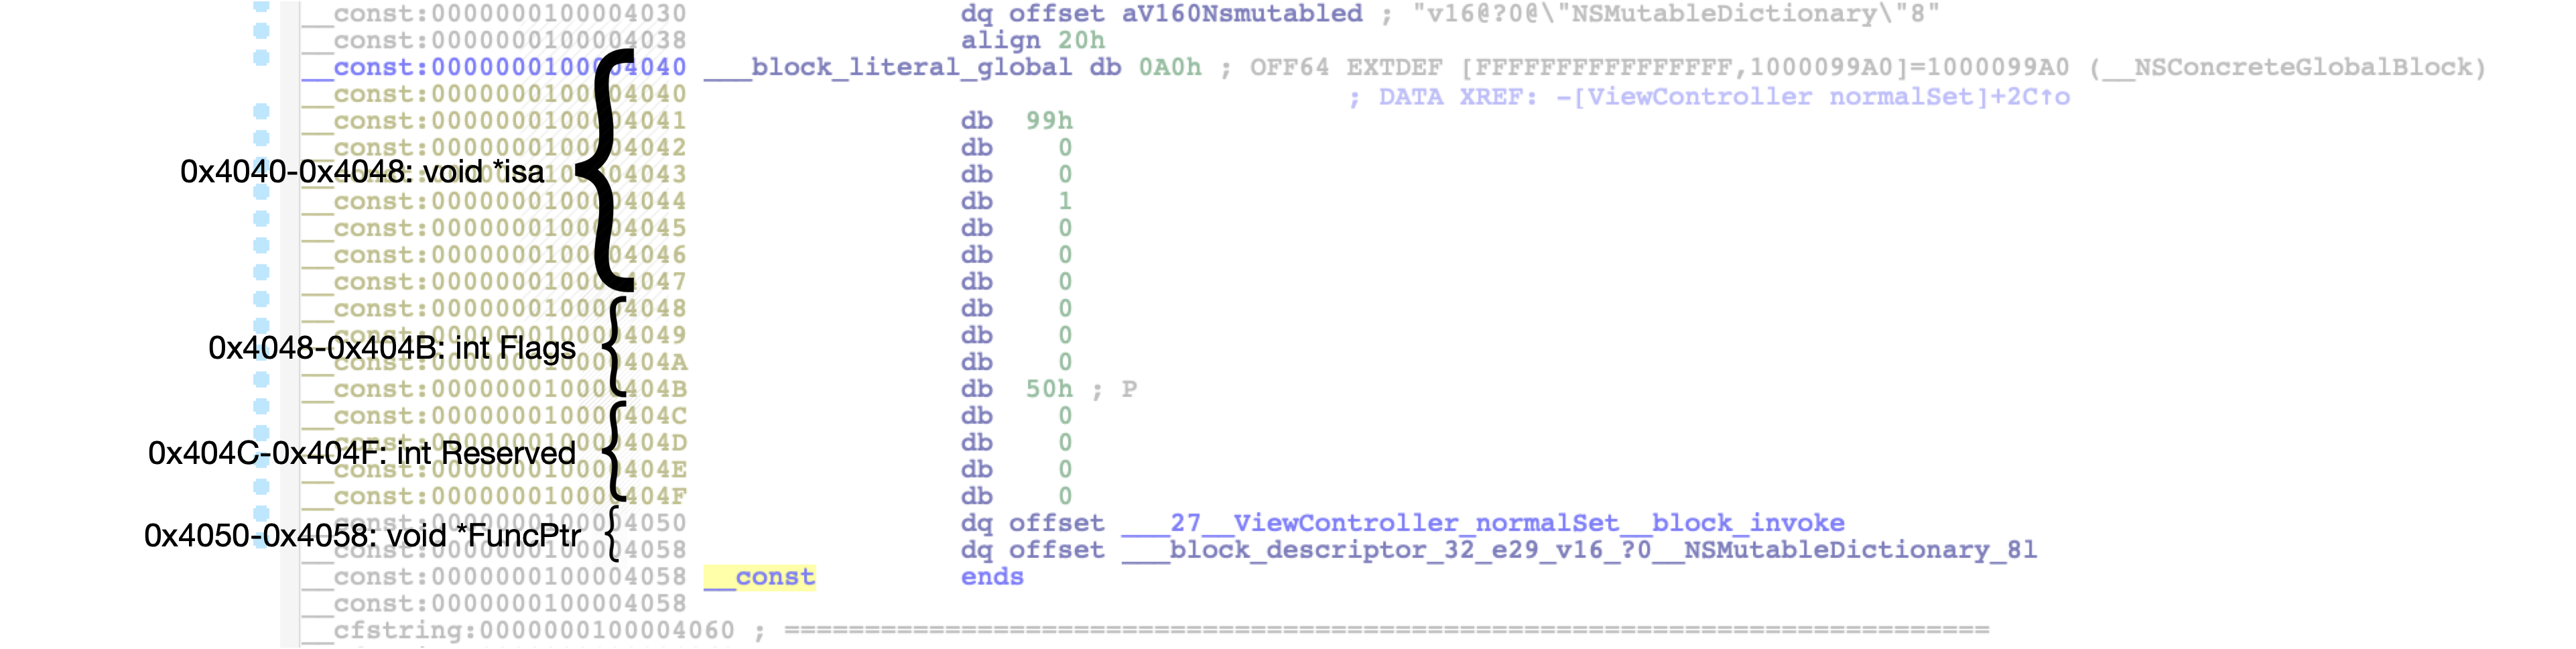 __const:0000000100004030 dq offset aV160Nsmutabled ; "v16@?0@\"NSMutableDictionary\"8"
__const:0000000100004038 align 20h
__const:0000000100004040 ___block_literal_global db 0A0h ; OFF64 EXTDEF [FFFFFFFFFFFFFFFF,1000099A0]=1000099A0 (__NSConcreteGlobalBlock)
__const:0000000100004040 ; DATA XREF: -[ViewController normalSet]+2C↑o
__const:0000000100004041 db 99h
__const:0000000100004042 db 0
0x4040-0x4048: void *isa
__const:0000000100004043 db 0
__const:0000000100004044 db 1
__const:0000000100004045 db 0
__const:0000000100004046 db 0
__const:0000000100004047 db 0
__const:0000000100004048 db 0
__const:0000000100004049 db 0
0x4048-0x404B: int Flags
__const:000000010000404A db 0
__const:000000010000404B db 50h ; P
__const:000000010000404C db 0
__const:000000010000404D db 0
0x404C-0x404F: int Reserved
__const:000000010000404E db 0
__const:000000010000404F db 0
__const:0000000100004050 dq offset ___27__ViewController_normalSet__block_invoke
0x4050-0x4058: void *FuncPtr
__const:0000000100004058 dq offset ___block_descriptor_32_e29_v16_?0__NSMutableDictionary_8l
__const:0000000100004058 __const ends
__const:0000000100004058
__cfstring:0000000100004060 ; ===========================================================================